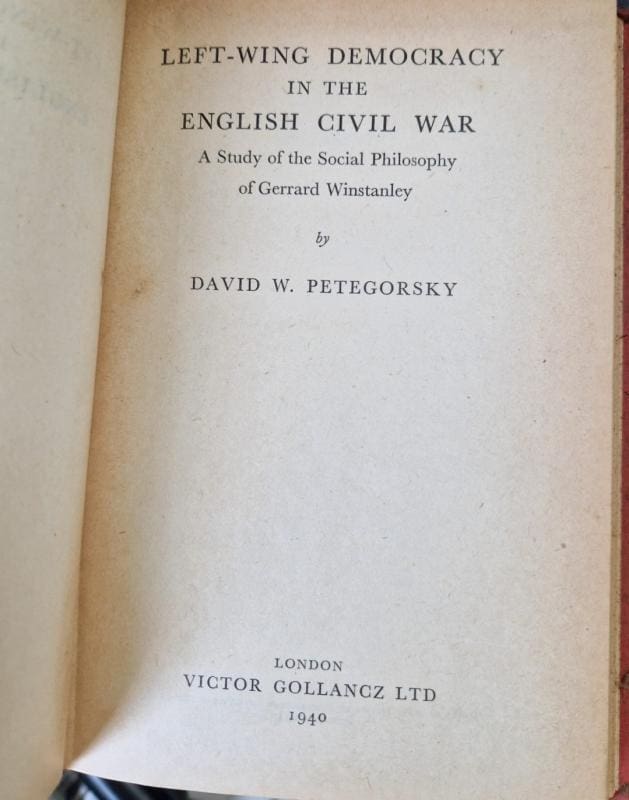 LEFT-WING DEMOCRACY
IN THE
ENGLISH CIVIL WAR
A Study of the Social Philosophy
of Gerrard Winstanley
by
DAVID W. PETEGORSKY
LONDON
VICTOR GOLLANCZ LTD
1940